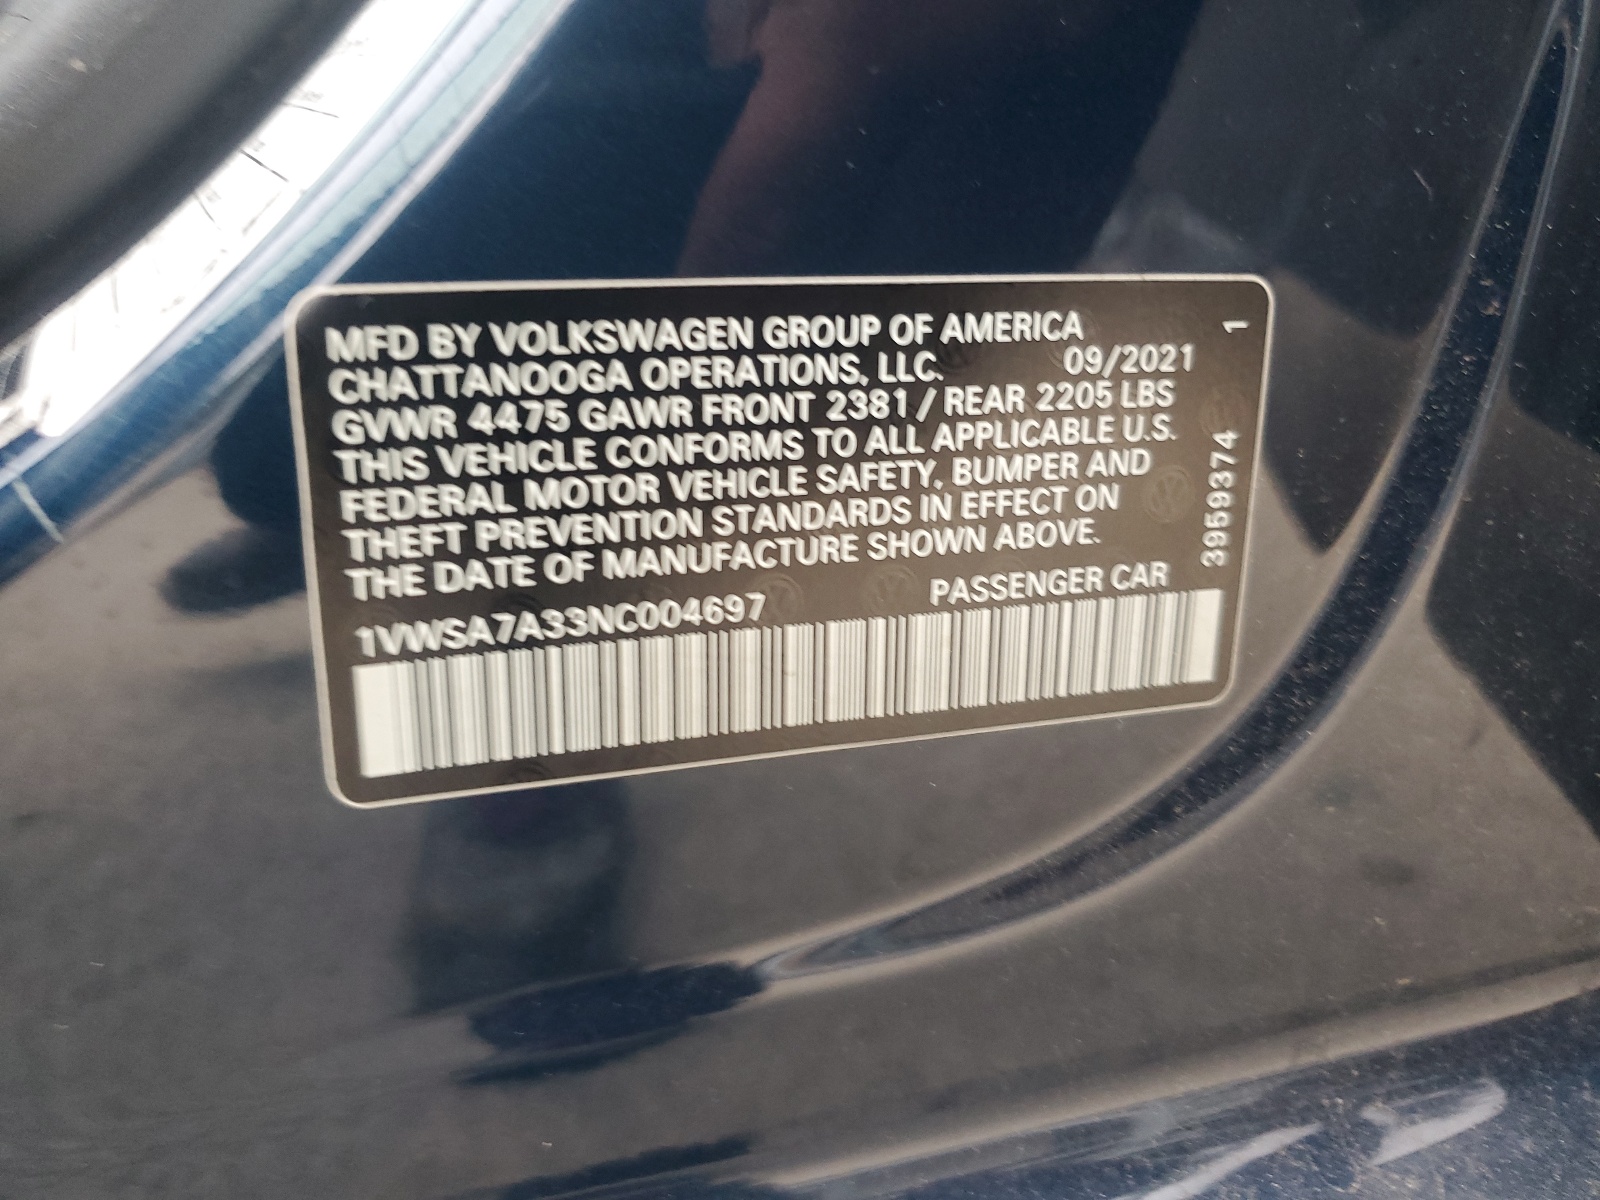 MFD BY VOLKSWAGEN GROUP OF AMERICA
CHATTANOOGA OPERATIONS, LLC. 09/2021
GVWR 4475 GAWR FRONT 2381 / REAR 2205 LBS
THIS VEHICLE CONFORMS TO ALL APPLICABLE U.S.
FEDERAL MOTOR VEHICLE SAFETY, BUMPER AND
THEFT PREVENTION STANDARDS IN EFFECT ON
THE DATE OF MANUFACTURE SHOWN ABOVE.
1VWSA7A33NC004697 PASSENGER CAR
3959374 1